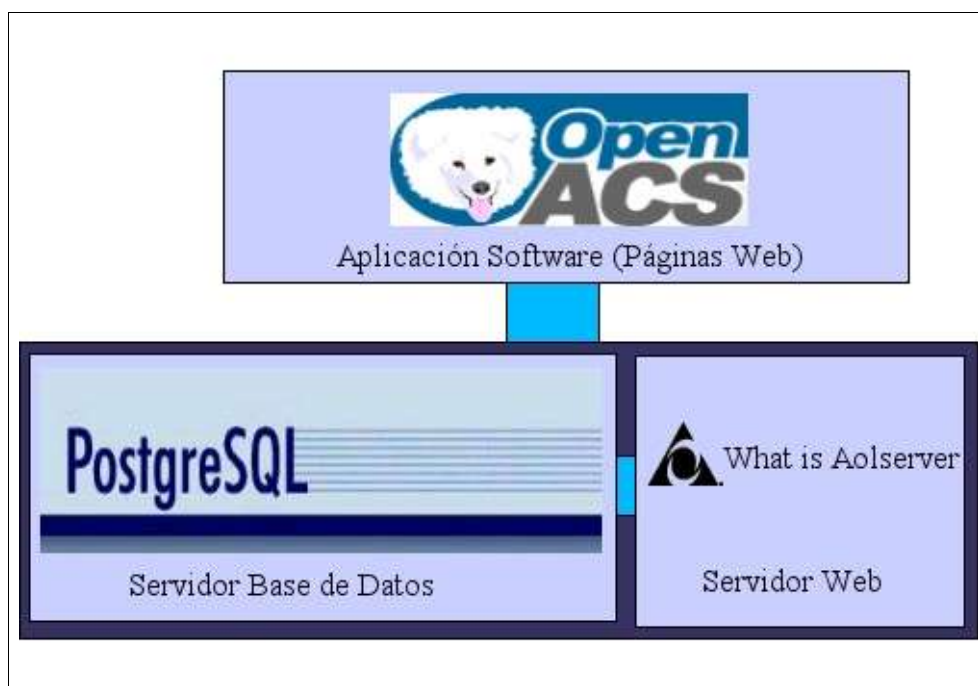 Open
ACS
Aplicación Software (Páginas Web)
PostgreSQL
Servidor Base de Datos
What is Aolserver
Servidor Web